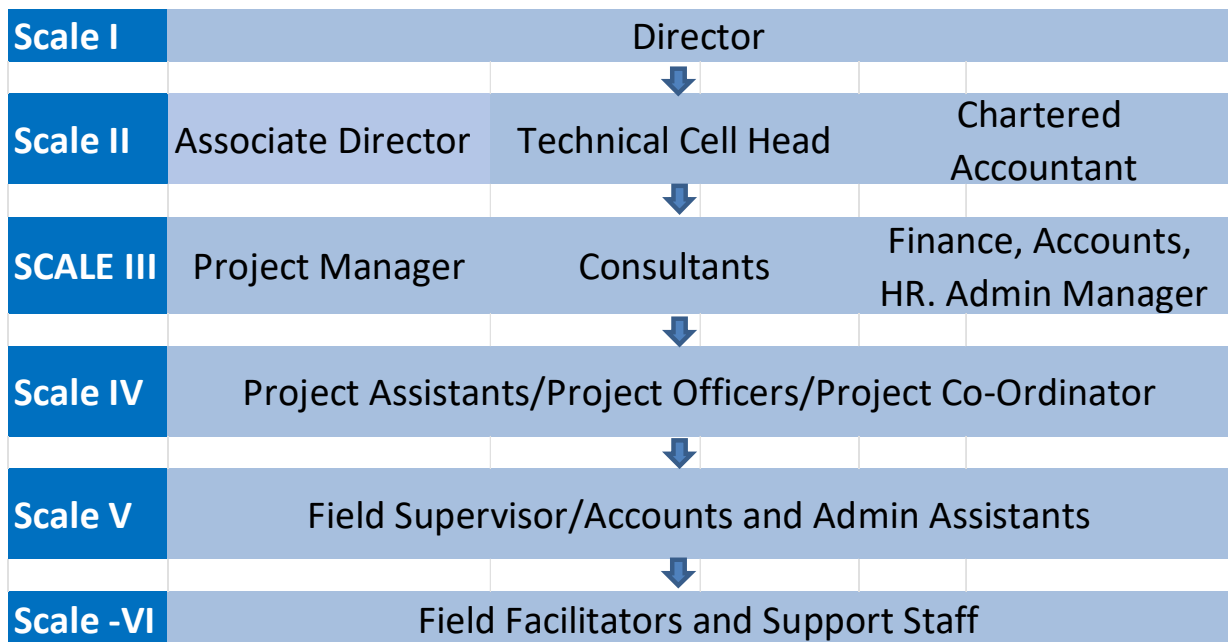 Scale I Director
Scale II Associate Director Technical Cell Head Chartered
Accountant
SCALE III Project Manager Consultants Finance, Accounts,
HR. Admin Manager
Scale IV Project Assistants/Project Officers/Project Co-Ordinator
Scale V Field Supervisor/Accounts and Admin Assistants
Scale -VI Field Facilitators and Support Staff